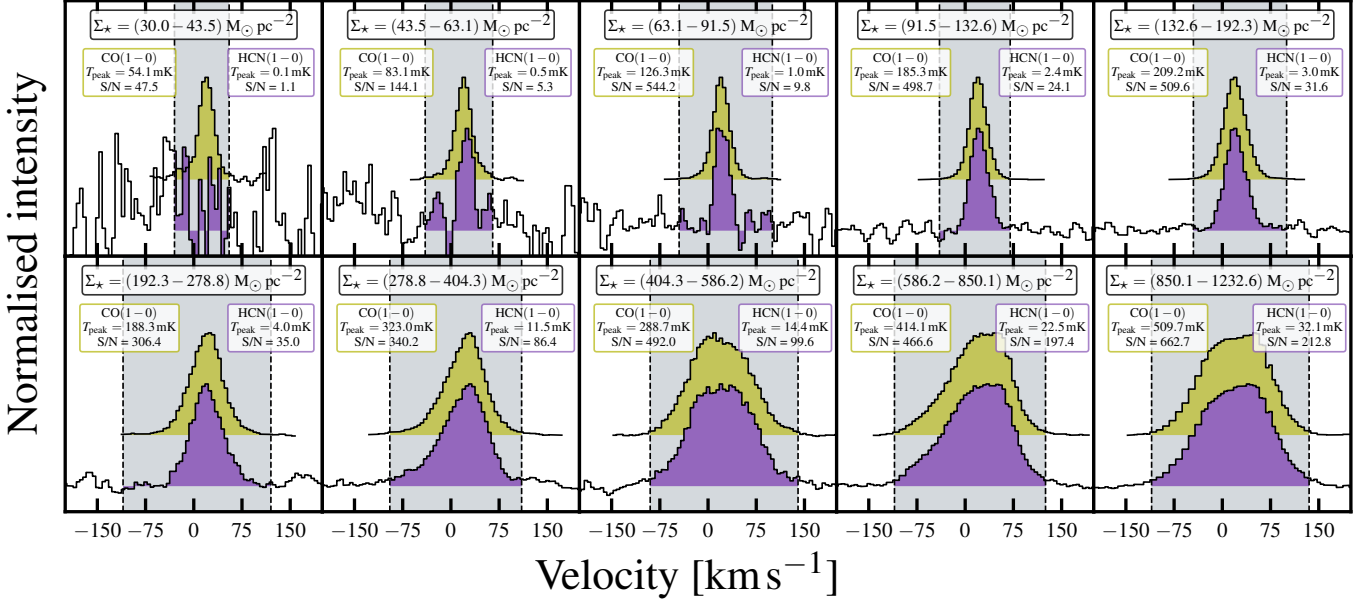 Normalised intensity
Σ⋆ = (30.0 − 43.5) M⊙ pc⁻²
CO(1−0)
Tpeak = 54.1 mK
S/N = 47.5
HCN(1−0)
Tpeak = 0.1 mK
S/N = 1.1
Σ⋆ = (43.5 − 63.1) M⊙ pc⁻²
CO(1−0)
Tpeak = 83.1 mK
S/N = 144.1
HCN(1−0)
Tpeak = 0.5 mK
S/N = 5.3
Σ⋆ = (63.1 − 91.5) M⊙ pc⁻²
CO(1−0)
Tpeak = 126.3 mK
S/N = 544.2
HCN(1−0)
Tpeak = 1.0 mK
S/N = 9.8
Σ⋆ = (91.5 − 132.6) M⊙ pc⁻²
CO(1−0)
Tpeak = 185.3 mK
S/N = 498.7
HCN(1−0)
Tpeak = 2.4 mK
S/N = 24.1
Σ⋆ = (132.6 − 192.3) M⊙ pc⁻²
CO(1−0)
Tpeak = 209.2 mK
S/N = 509.6
HCN(1−0)
Tpeak = 3.0 mK
S/N = 31.6
Σ⋆ = (192.3 − 278.8) M⊙ pc⁻²
CO(1−0)
Tpeak = 188.3 mK
S/N = 306.4
HCN(1−0)
Tpeak = 4.0 mK
S/N = 35.0
Σ⋆ = (278.8 − 404.3) M⊙ pc⁻²
CO(1−0)
Tpeak = 323.0 mK
S/N = 340.2
HCN(1−0)
Tpeak = 11.5 mK
S/N = 86.4
Σ⋆ = (404.3 − 586.2) M⊙ pc⁻²
CO(1−0)
Tpeak = 288.7 mK
S/N = 492.0
HCN(1−0)
Tpeak = 14.4 mK
S/N = 99.6
Σ⋆ = (586.2 − 850.1) M⊙ pc⁻²
CO(1−0)
Tpeak = 414.1 mK
S/N = 466.6
HCN(1−0)
Tpeak = 22.5 mK
S/N = 197.4
Σ⋆ = (850.1 − 1232.6) M⊙ pc⁻²
CO(1−0)
Tpeak = 509.7 mK
S/N = 662.7
HCN(1−0)
Tpeak = 32.1 mK
S/N = 212.8
−150 −75 0 75 150
−150 −75 0 75 150
−150 −75 0 75 150
−150 −75 0 75 150
−150 −75 0 75 150
Velocity [km s⁻¹]